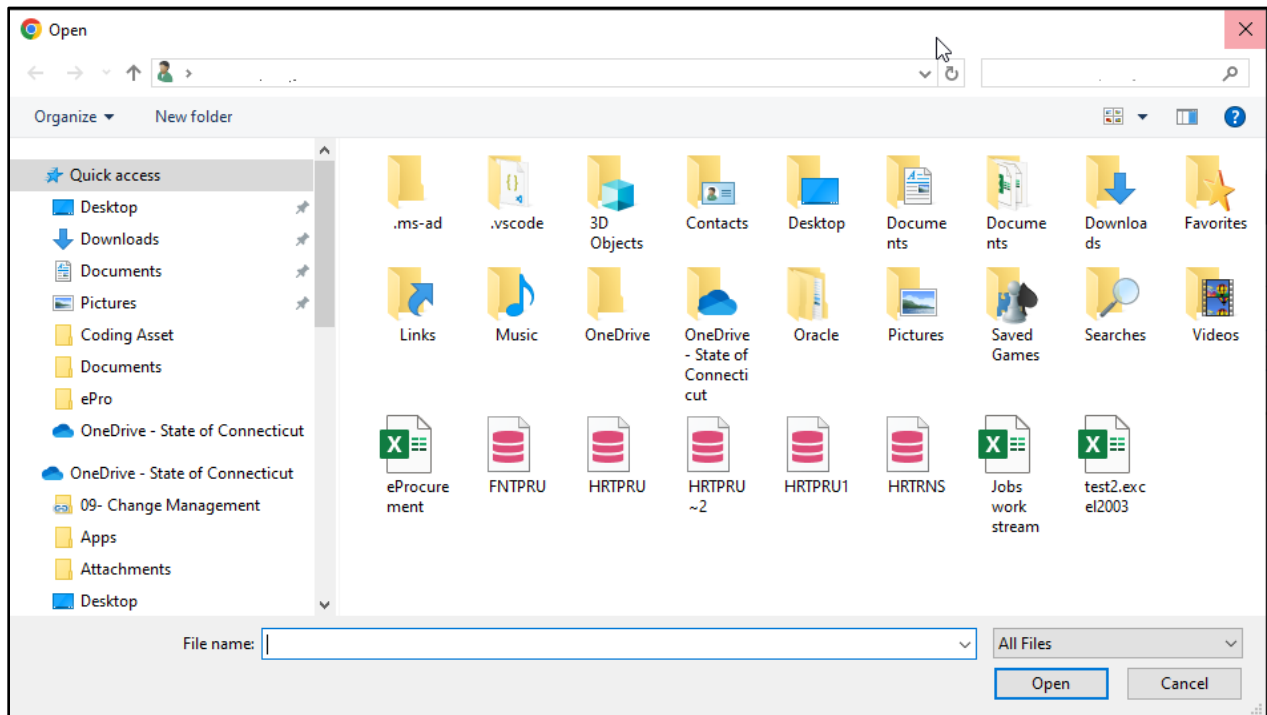 Open
Organize
New folder
Quick access
Desktop
Downloads
Documents
Pictures
Coding Asset
Documents
ePro
OneDrive - State of Connecticut
OneDrive - State of Connecticut
09- Change Management
Apps
Attachments
Desktop
.ms-ad
.vscode
3D
Objects
Contacts
Desktop
Docume
nts
Docume
nts
Downloa
ds
Favorites
Links
Music
OneDrive
OneDrive
- State of
Connecti
cut
Oracle
Pictures
Saved
Games
Searches
Videos
eProcure
ment
FNTPRU
HRTPRU
HRTPRU
~2
HRTPRU1
HRTRNS
Jobs
work
stream
test2.exc
el2003
File name:
All Files
Open
Cancel